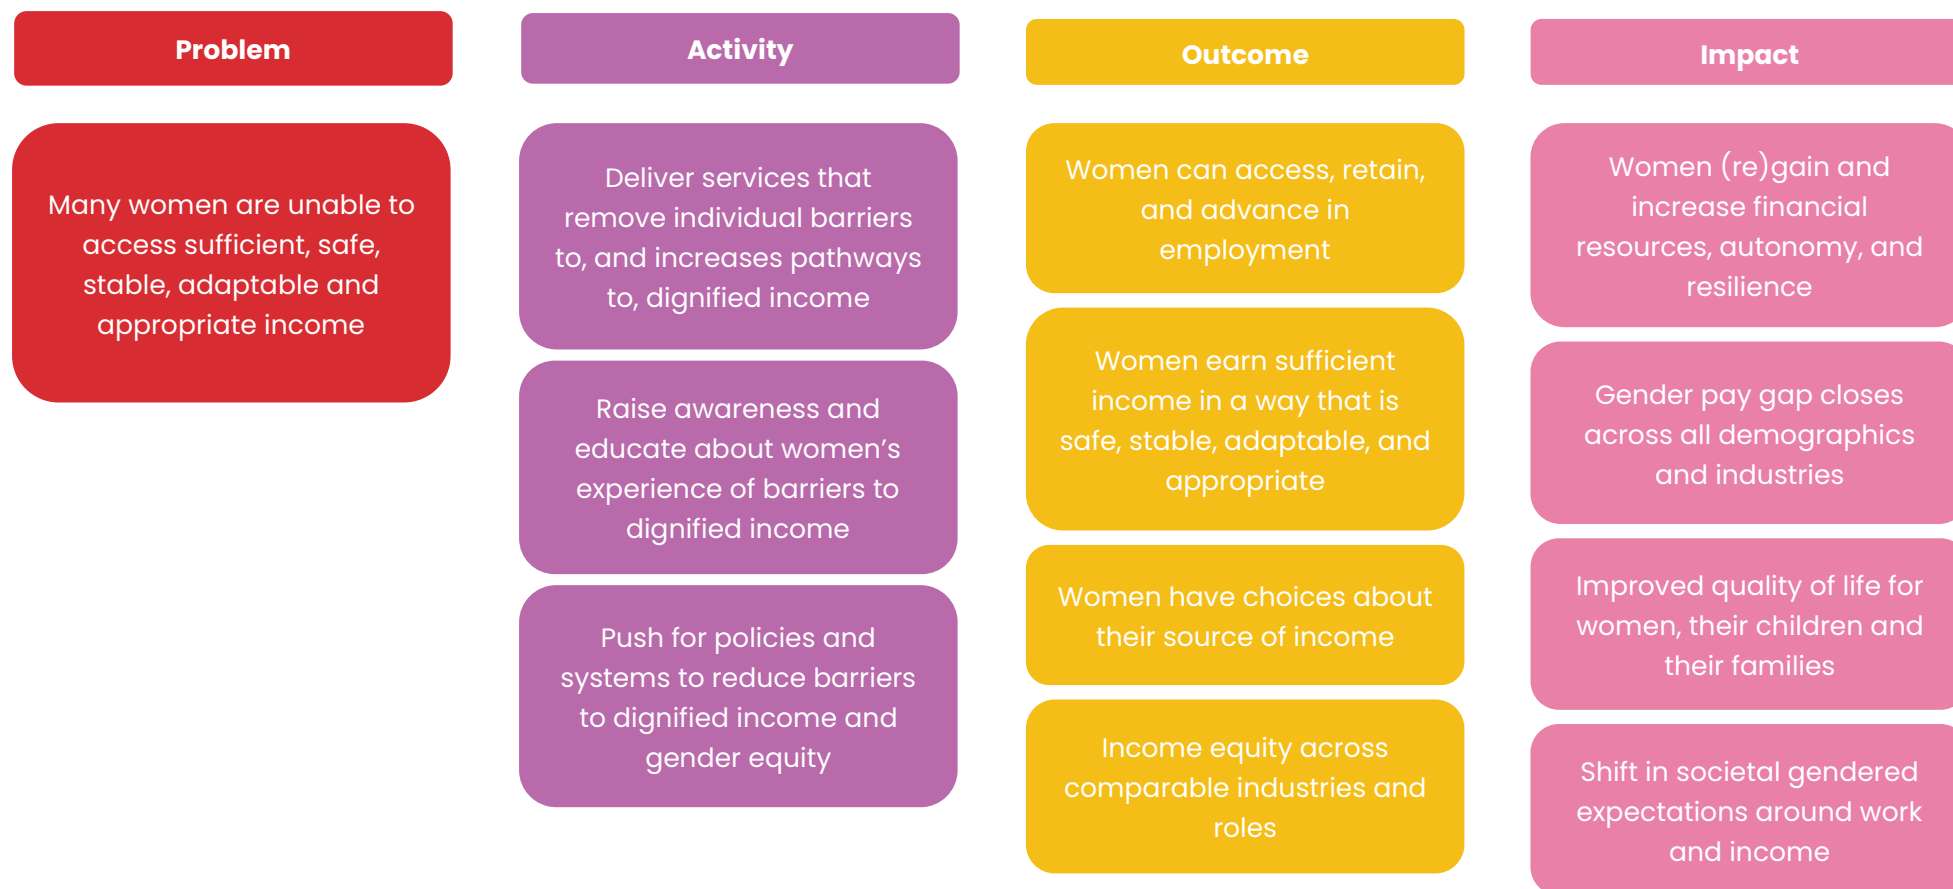 Problem
Many women are unable to
access sufficient, safe,
stable, adaptable and
appropriate income
Activity
Deliver services that
remove individual barriers
to, and increases pathways
to, dignified income
Raise awareness and
educate about women’s
experience of barriers to
dignified income
Push for policies and
systems to reduce barriers
to dignified income and
gender equity
Outcome
Women can access, retain,
and advance in
employment
Women earn sufficient
income in a way that is
safe, stable, adaptable, and
appropriate
Women have choices about
their source of income
Income equity across
comparable industries and
roles
Impact
Women (re)gain and
increase financial
resources, autonomy, and
resilience
Gender pay gap closes
across all demographics
and industries
Improved quality of life for
women, their children and
their families
Shift in societal gendered
expectations around work
and income